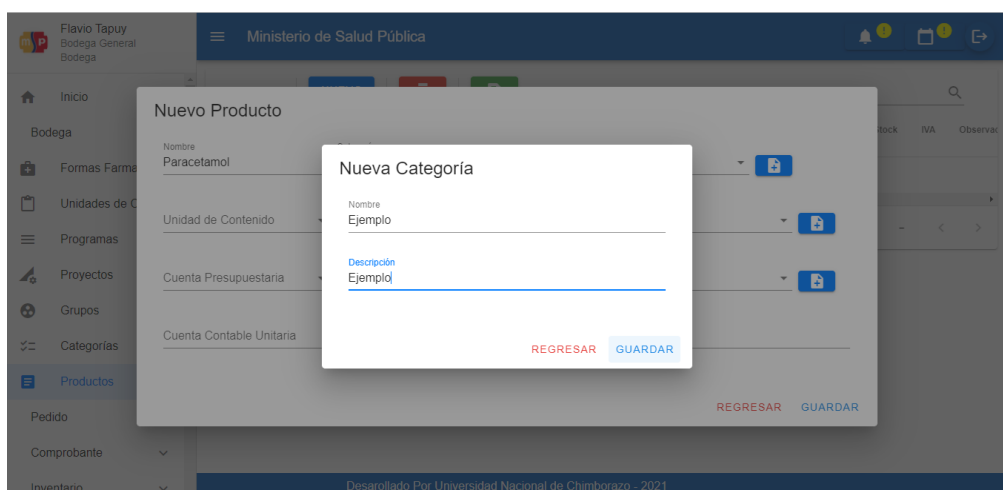 Flavio Tapuy
Bodega General
Bodega
Ministerio de Salud Pública
Inicio
Bodega
Formas Farma
Unidades de C
Programas
Proyectos
Grupos
Categorías
Productos
Pedido
Comprobante
Inventario
Stock IVA Observac
Nuevo Producto
Nombre
Paracetamol
Unidad de Contenido
Cuenta Presupuestaria
Cuenta Contable Unitaria
REGRESAR GUARDAR
Nueva Categoría
Nombre
Ejemplo
Descripción
Ejemplo
REGRESAR GUARDAR
Desarollado Por Universidad Nacional de Chimborazo - 2021